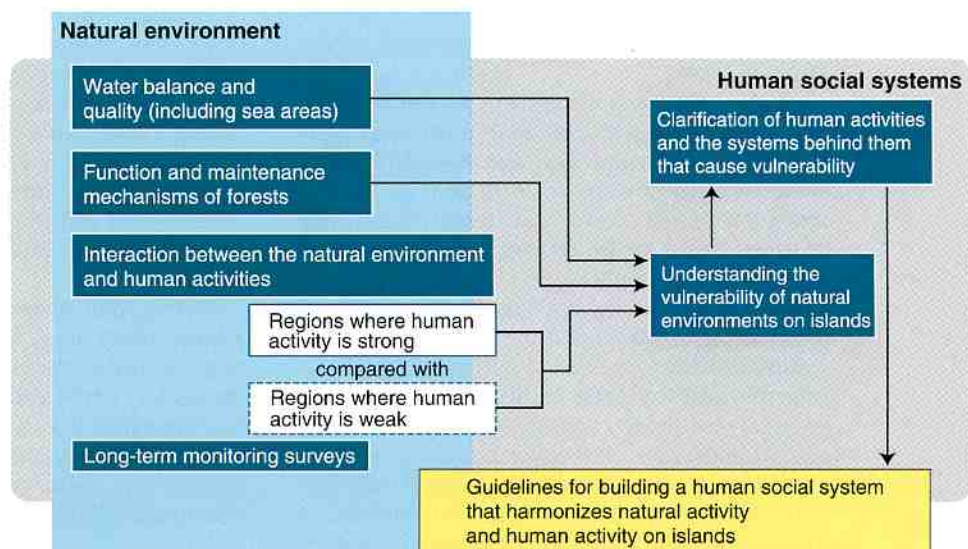 Natural environment
Water balance and
quality (including sea areas)
Function and maintenance
mechanisms of forests
Interaction between the natural environment
and human activities
Regions where human
activity is strong
compared with
Regions where human
activity is weak
Long-term monitoring surveys
Human social systems
Clarification of human activities
and the systems behind them
that cause vulnerability
Understanding the
vulnerability of natural
environments on islands
Guidelines for building a human social system
that harmonizes natural activity
and human activity on islands